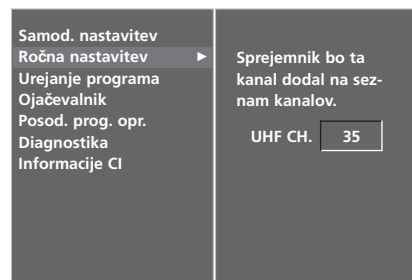 Samod. nastavitev
Ročna nastavitev ►
Urejanje programa
Ojačevalnik
Posod. prog. opr.
Diagnostika
Informacije CI
Sprejemnik bo ta
kanal dodal na sez-
nam kanalov.
UHF CH. 35